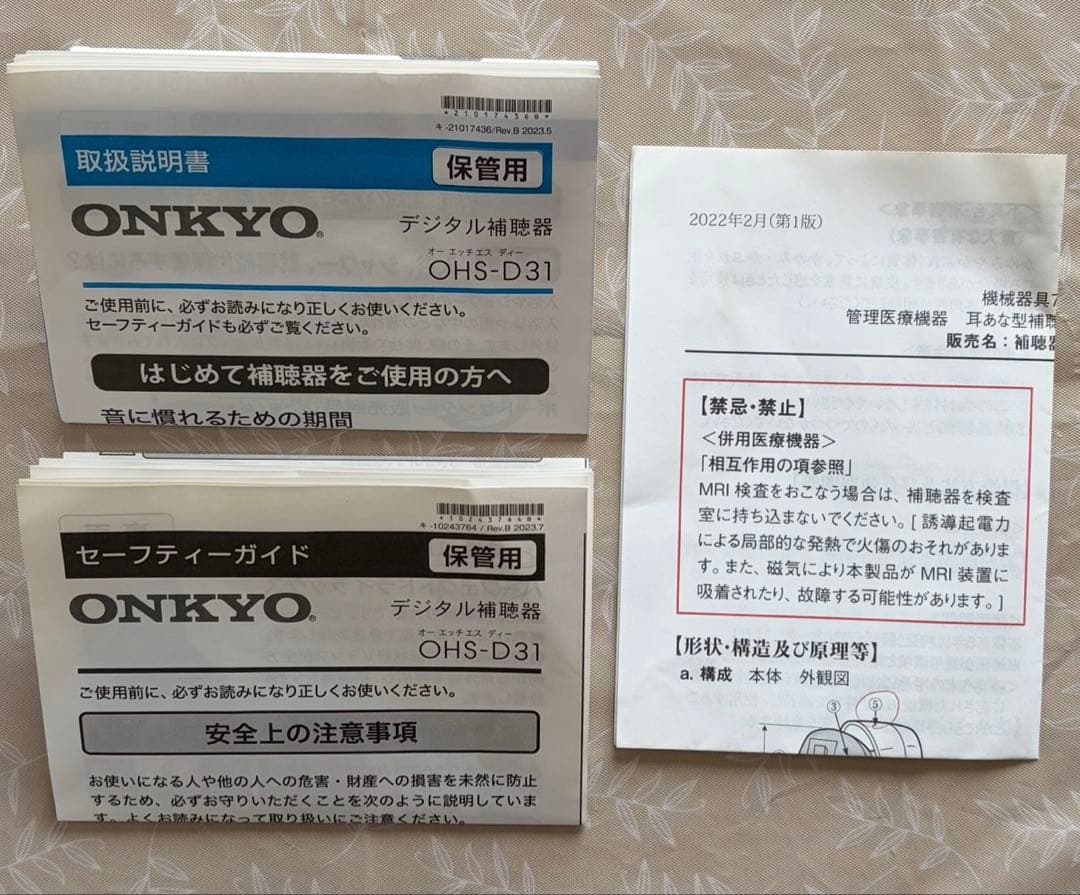 *210174360*
キ-21017436/Rev.B 2023.5
取扱説明書 保管用
ONKYO® デジタル補聴器
オー エッチ エス ディー
OHS-D31
ご使用前に、必ずお読みになり正しくお使いください。
セーフティーガイドも必ずご覧ください。
はじめて補聴器をご使用の方へ
音に慣れるための期間
*102437640*
キ-10243764 / Rev.B 2023.7
セーフティーガイド 保管用
ONKYO® デジタル補聴器
オー エッチ エス ディー
OHS-D31
ご使用前に、必ずお読みになり正しくお使いください。
安全上の注意事項
お使いになる人や他の人への危害・財産への損害を未然に防止
するため、必ずお守りいただくことを次のように説明していま
す。よくお読みになって取り扱いにご注意ください。
2022年2月(第1版)
機械器具7
管理医療機器 耳あな型補聴
販売名:補聴器
【禁忌・禁止】
<併用医療機器>
「相互作用の項参照」
MRI 検査をおこなう場合は、補聴器を検査
室に持ち込まないでください。[ 誘導起電力
による局部的な発熱で火傷のおそれがありま
す。また、磁気により本製品が MRI 装置に
吸着されたり、故障する可能性があります。]
【形状・構造及び原理等】
a. 構成 本体 外観図
③ ⑤